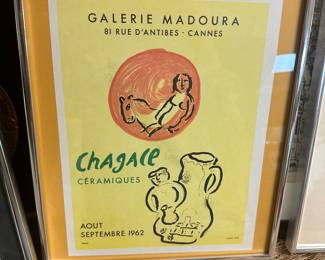 GALERIE MADOURA
81 RUE D'ANTIBES - CANNES
Chagall
CÉRAMIQUES
AOUT
SEPTEMBRE 1962